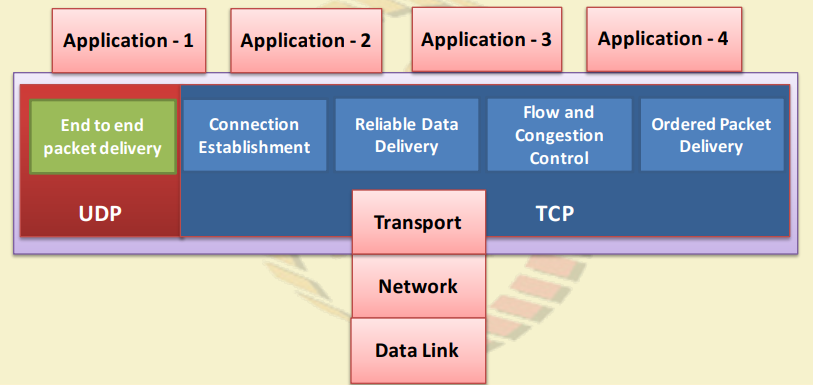 Application - 1
Application - 2
Application - 3
Application - 4
End to end
packet delivery
Connection
Establishment
Reliable Data
Delivery
Flow and
Congestion
Control
Ordered Packet
Delivery
UDP
TCP
Transport
Network
Data Link